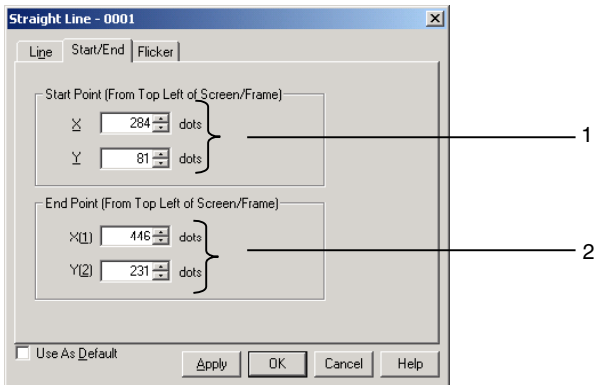 Straight Line - 0001
Line Start/End Flicker
Start Point (From Top Left of Screen/Frame)
X 284 dots
1
Y 81 dots
End Point (From Top Left of Screen/Frame)
X(1) 446 dots
2
Y(2) 231 dots
Use As Default
Apply OK Cancel Help